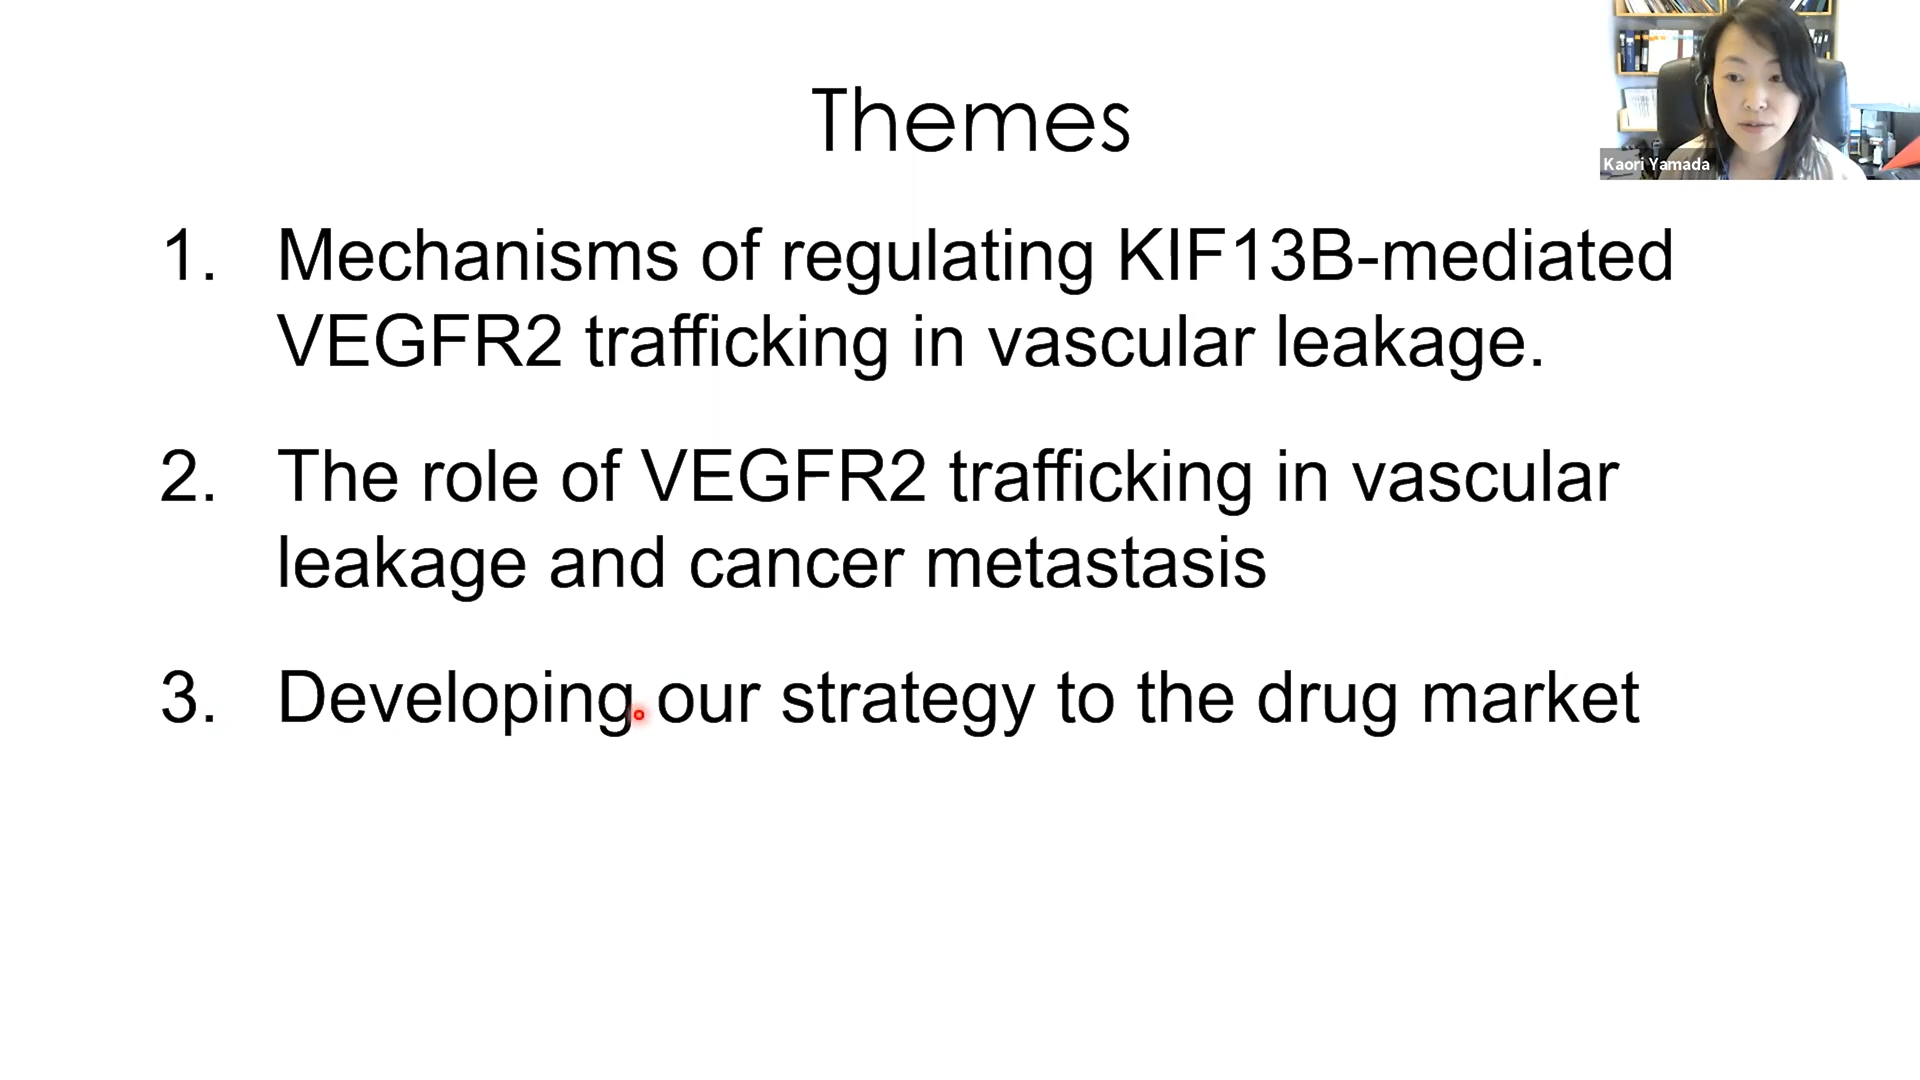 Themes
Kaori Yamada
1. Mechanisms of regulating KIF13B-mediated
VEGFR2 trafficking in vascular leakage.
2. The role of VEGFR2 trafficking in vascular
leakage and cancer metastasis
3. Developing our strategy to the drug market